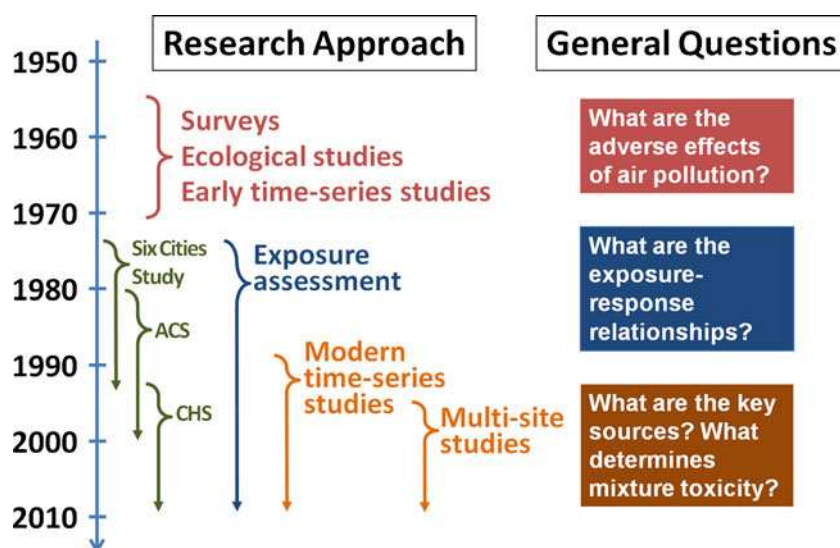 Research Approach
General Questions
1950
1960
1970
1980
1990
2000
2010
Surveys
Ecological studies
Early time-series studies
Six Cities
Study
ACS
CHS
Exposure
assessment
Modern
time-series
studies
Multi-site
studies
What are the
adverse effects
of air pollution?
What are the
exposure-
response
relationships?
What are the key
sources? What
determines
mixture toxicity?